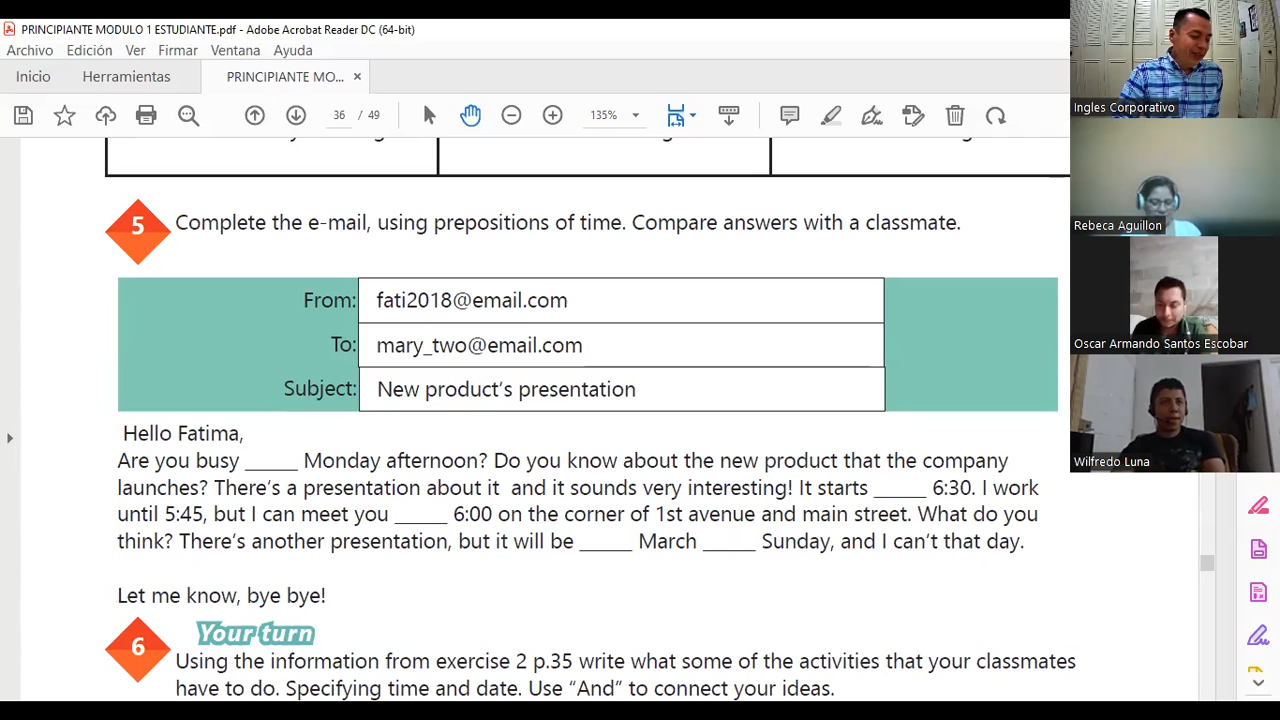 PRINCIPIANTE MODULO 1 ESTUDIANTE.pdf - Adobe Acrobat Reader DC (64-bit)
Archivo Edición Ver Firmar Ventana Ayuda
Inicio Herramientas PRINCIPIANTE MO... ×
36 / 49 135%
5 Complete the e-mail, using prepositions of time. Compare answers with a classmate.
From: fati2018@email.com
To: mary_two@email.com
Subject: New product's presentation
Hello Fatima,
Are you busy _____ Monday afternoon? Do you know about the new product that the company
launches? There's a presentation about it and it sounds very interesting! It starts _____ 6:30. I work
until 5:45, but I can meet you _____ 6:00 on the corner of 1st avenue and main street. What do you
think? There's another presentation, but it will be _____ March _____ Sunday, and I can't that day.
Let me know, bye bye!
6 Your turn
Using the information from exercise 2 p.35 write what some of the activities that your classmates
have to do. Specifying time and date. Use “And” to connect your ideas.
Ingles Corporativo
Rebeca Aguillon
Oscar Armando Santos Escobar
Wilfredo Luna